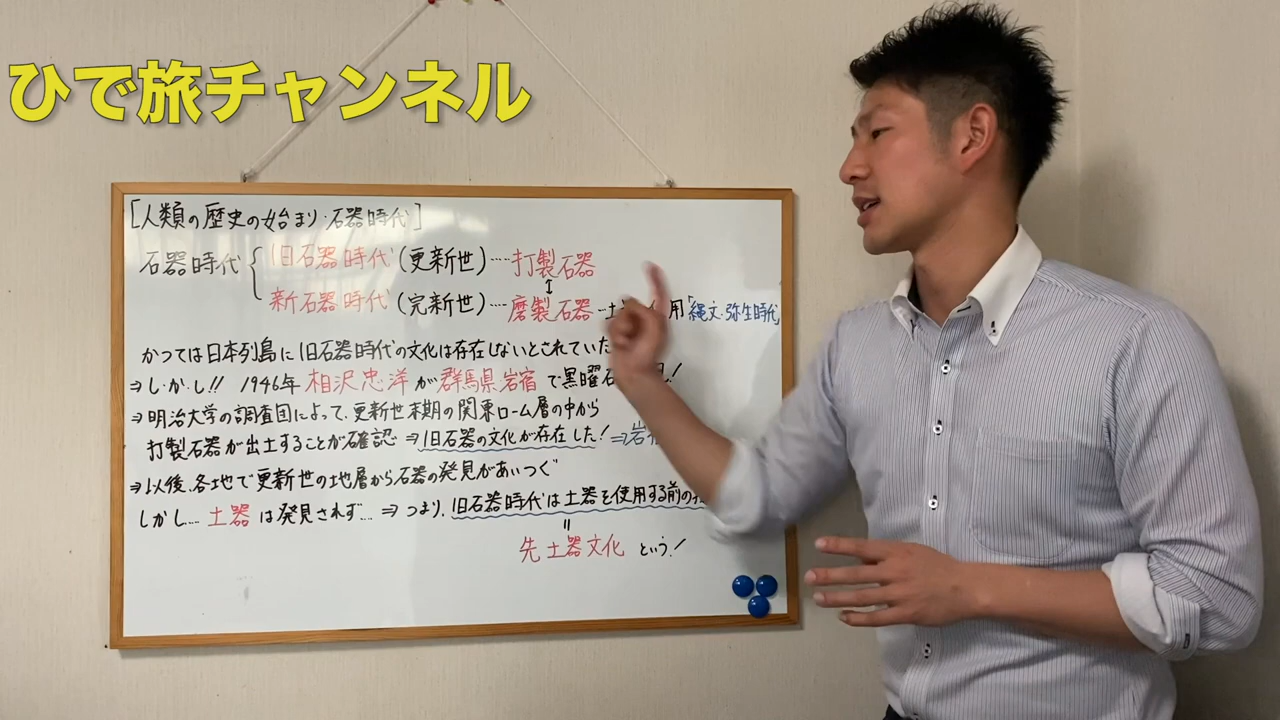 ひで旅チャンネル
[人類の歴史の始まり・石器時代]
石器時代 { 旧石器時代(更新世)…打製石器
↕
新石器時代(完新世)…磨製石器 用「縄文・弥生時代
かつては日本列島に旧石器時代の文化は存在しないとされていた
⇒し・か・し!! 1946年 相沢忠洋が群馬県岩宿で黒曜石 !
⇒明治大学の調査団によって、更新世末期の関東ローム層の中から
打製石器が出土することが確認 ⇒旧石器の文化が存在した! ⇒岩
⇒以後、各地で更新世の地層から石器の発見があいつぐ
しかし… 土器は発見されず… ⇒ つまり、旧石器時代は土器を使用する前の
〃
先土器文化 という!